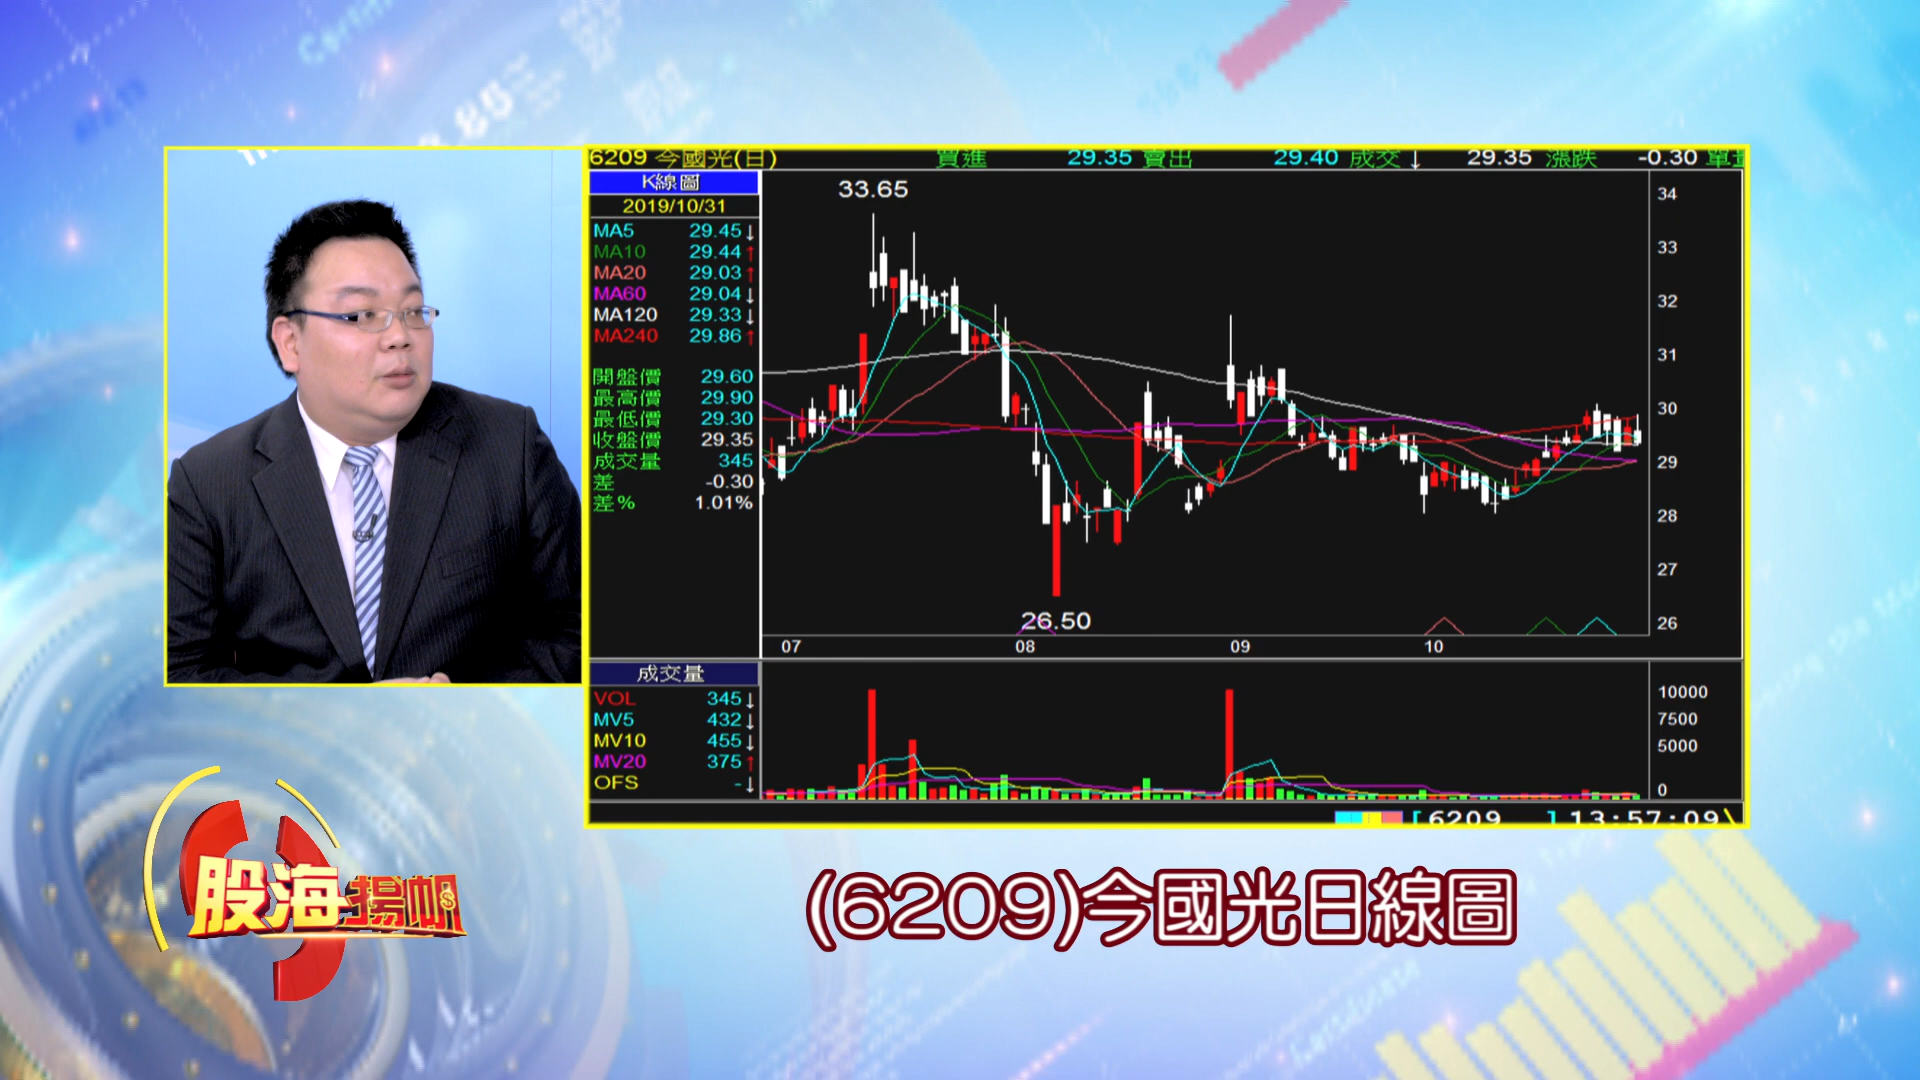 6209 今國光(日) 買進 29.35 賣出 29.40 成交↓ 29.35 漲跌 -0.30 單量
K線圖
2019/10/31
MA5 29.45↓
MA10 29.44↑
MA20 29.03↑
MA60 29.04↓
MA120 29.33↓
MA240 29.86↑
開盤價 29.60
最高價 29.90
最低價 29.30
收盤價 29.35
成交量 345
差 -0.30
差% 1.01%
33.65
26.50
34
33
32
31
30
29
28
27
26
07 08 09 10
成交量
VOL 345↓
MV5 432↓
MV10 455↓
MV20 375↑
OFS -↓
10000
7500
5000
0
[6209 ] 13:57:09\
股海揚帆
(6209)今國光日線圖